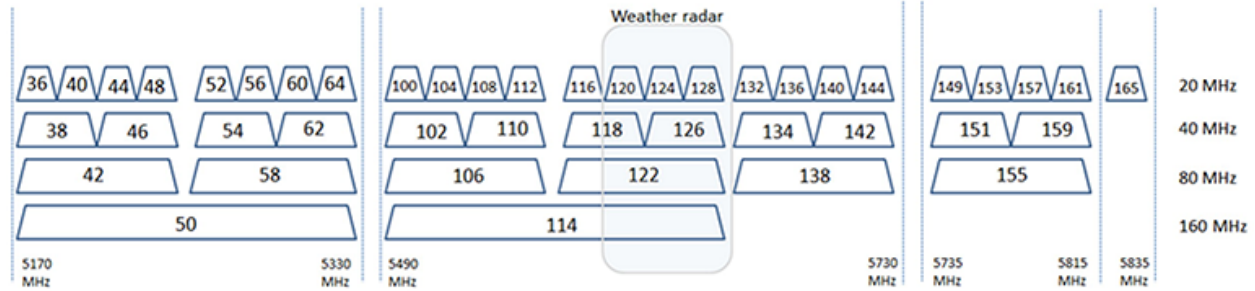 Weather radar
36 40 44 48 52 56 60 64 100 104 108 112 116 120 124 128 132 136 140 144 149 153 157 161 165 20 MHz
38 46 54 62 102 110 118 126 134 142 151 159 40 MHz
42 58 106 122 138 155 80 MHz
50 114 160 MHz
5170 5330 5490 5730 5735 5815 5835
MHz MHz MHz MHz MHz MHz MHz